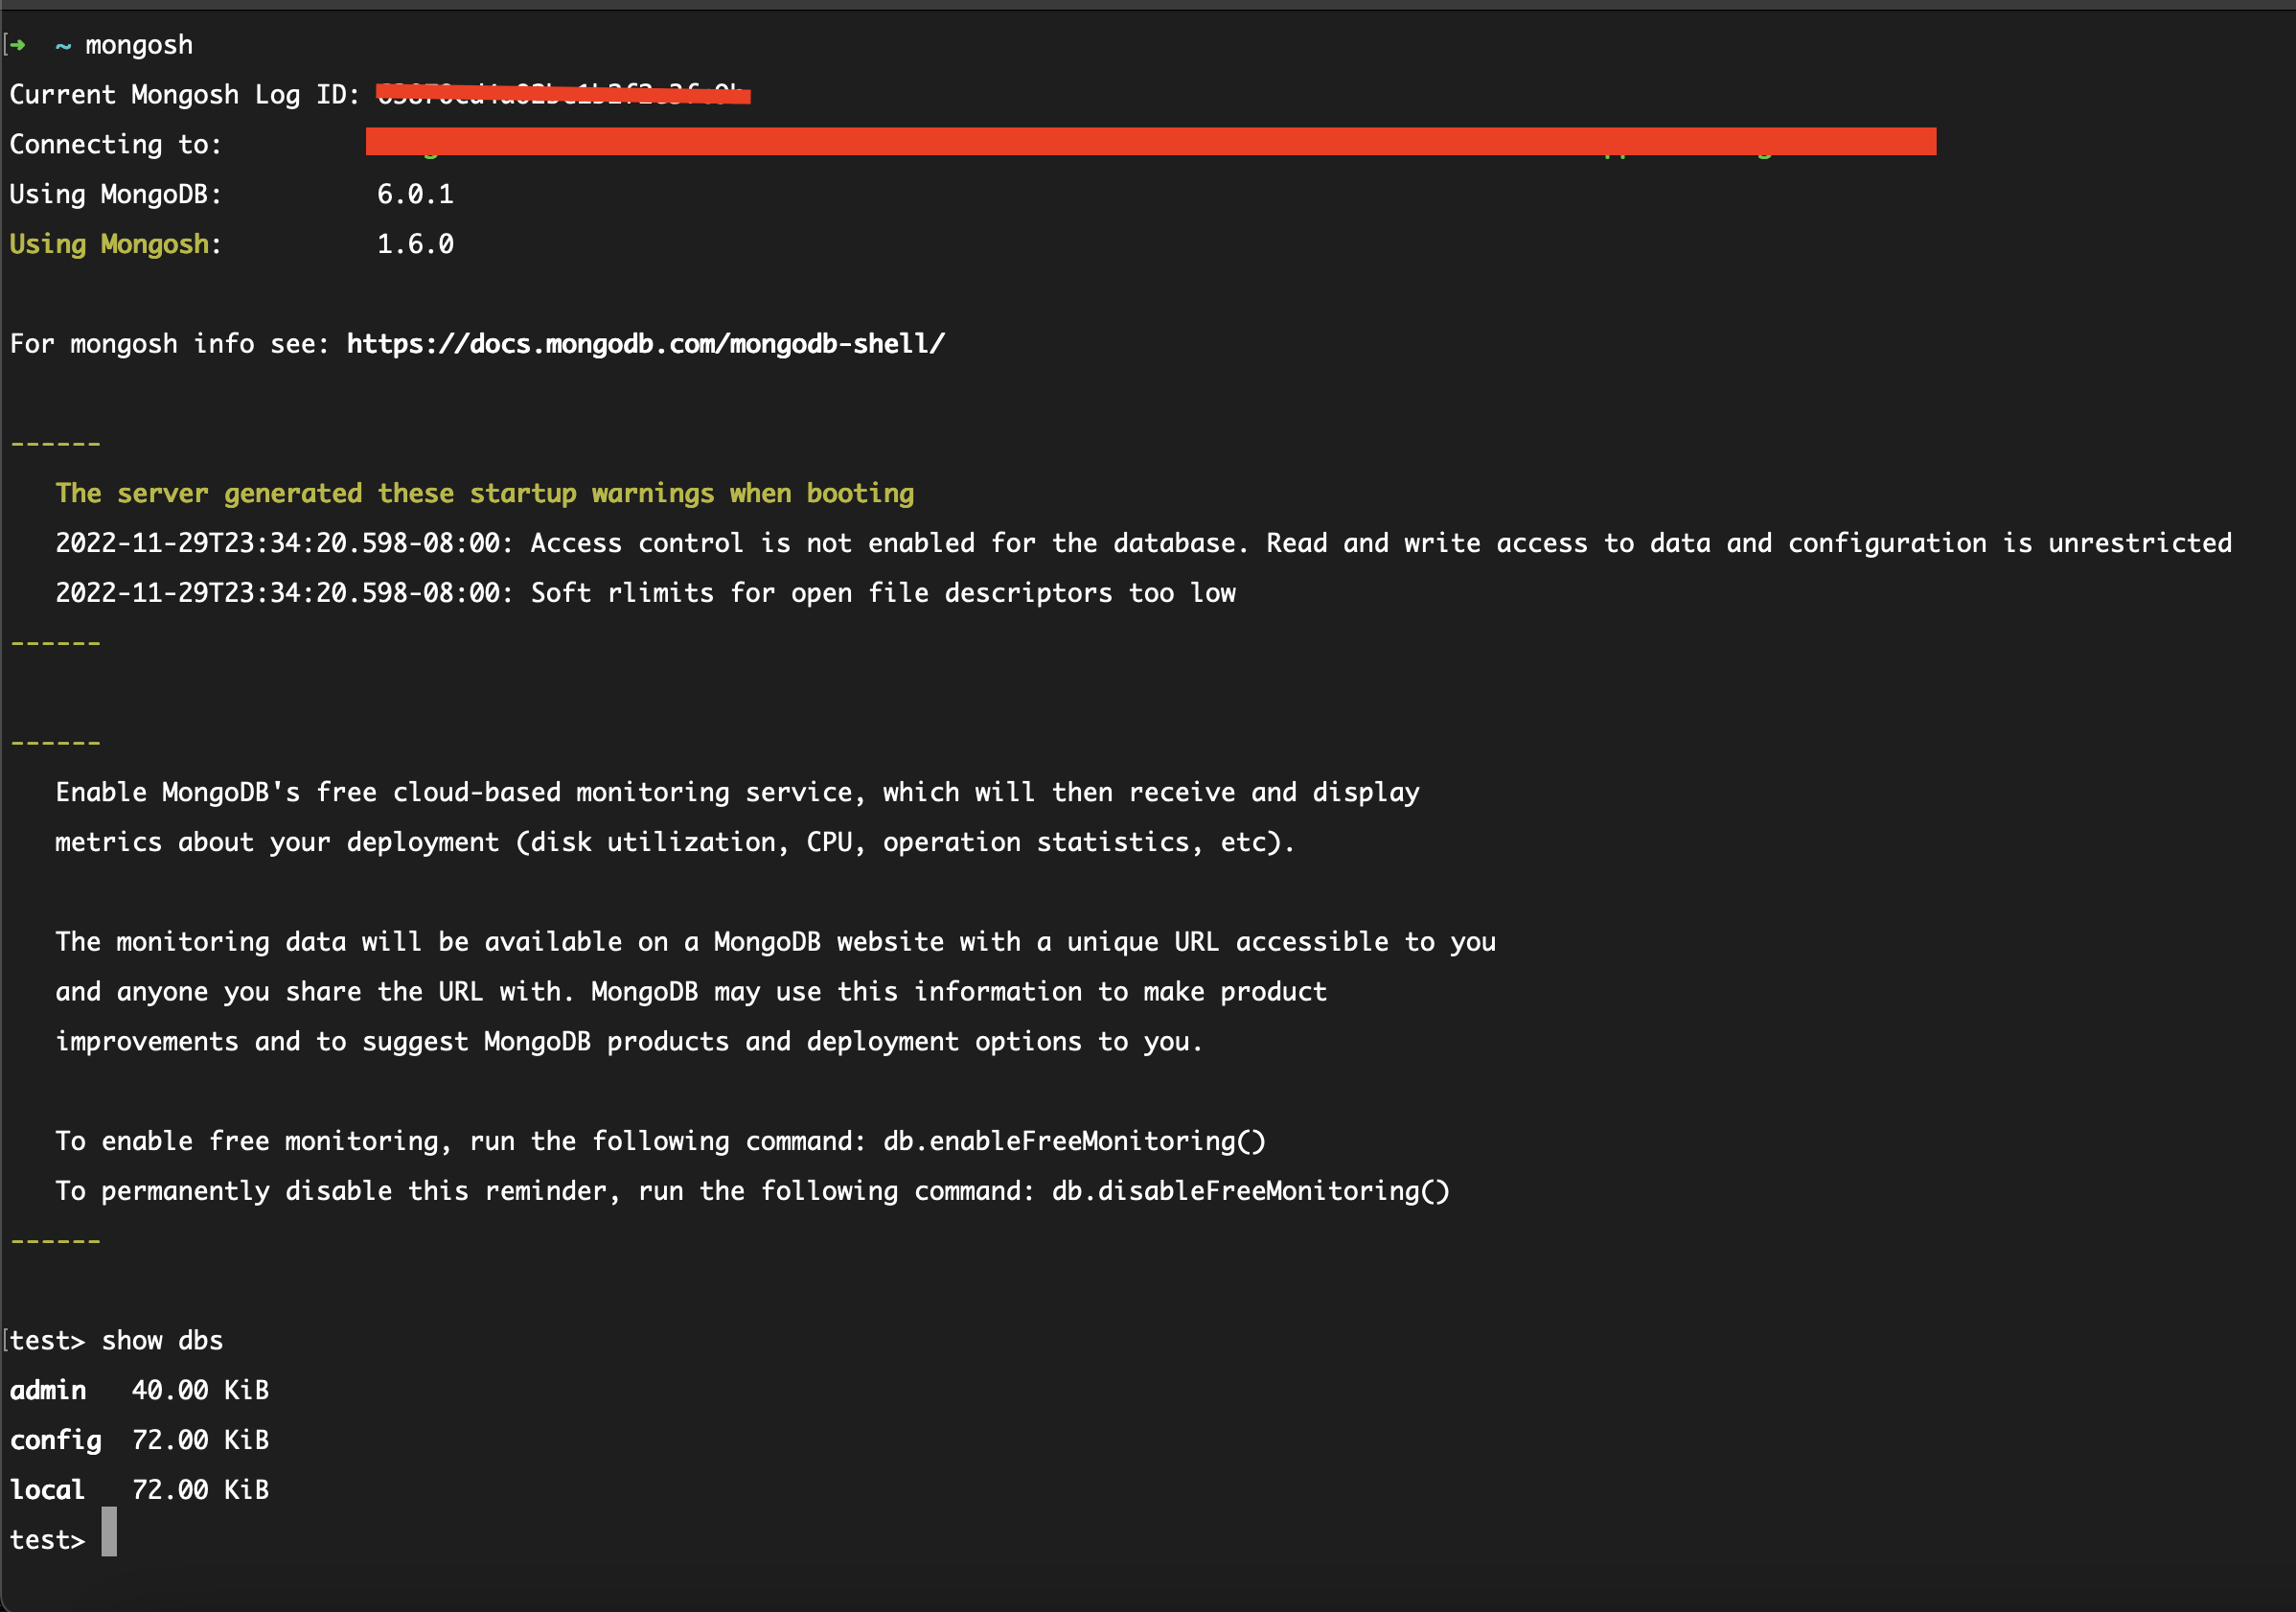 ➜ ~ mongosh
Current Mongosh Log ID:
Connecting to:
Using MongoDB: 6.0.1
Using Mongosh: 1.6.0
For mongosh info see: https://docs.mongodb.com/mongodb-shell/
------
The server generated these startup warnings when booting
2022-11-29T23:34:20.598-08:00: Access control is not enabled for the database. Read and write access to data and configuration is unrestricted
2022-11-29T23:34:20.598-08:00: Soft rlimits for open file descriptors too low
------
------
Enable MongoDB's free cloud-based monitoring service, which will then receive and display
metrics about your deployment (disk utilization, CPU, operation statistics, etc).
The monitoring data will be available on a MongoDB website with a unique URL accessible to you
and anyone you share the URL with. MongoDB may use this information to make product
improvements and to suggest MongoDB products and deployment options to you.
To enable free monitoring, run the following command: db.enableFreeMonitoring()
To permanently disable this reminder, run the following command: db.disableFreeMonitoring()
------
test> show dbs
admin 40.00 KiB
config 72.00 KiB
local 72.00 KiB
test>